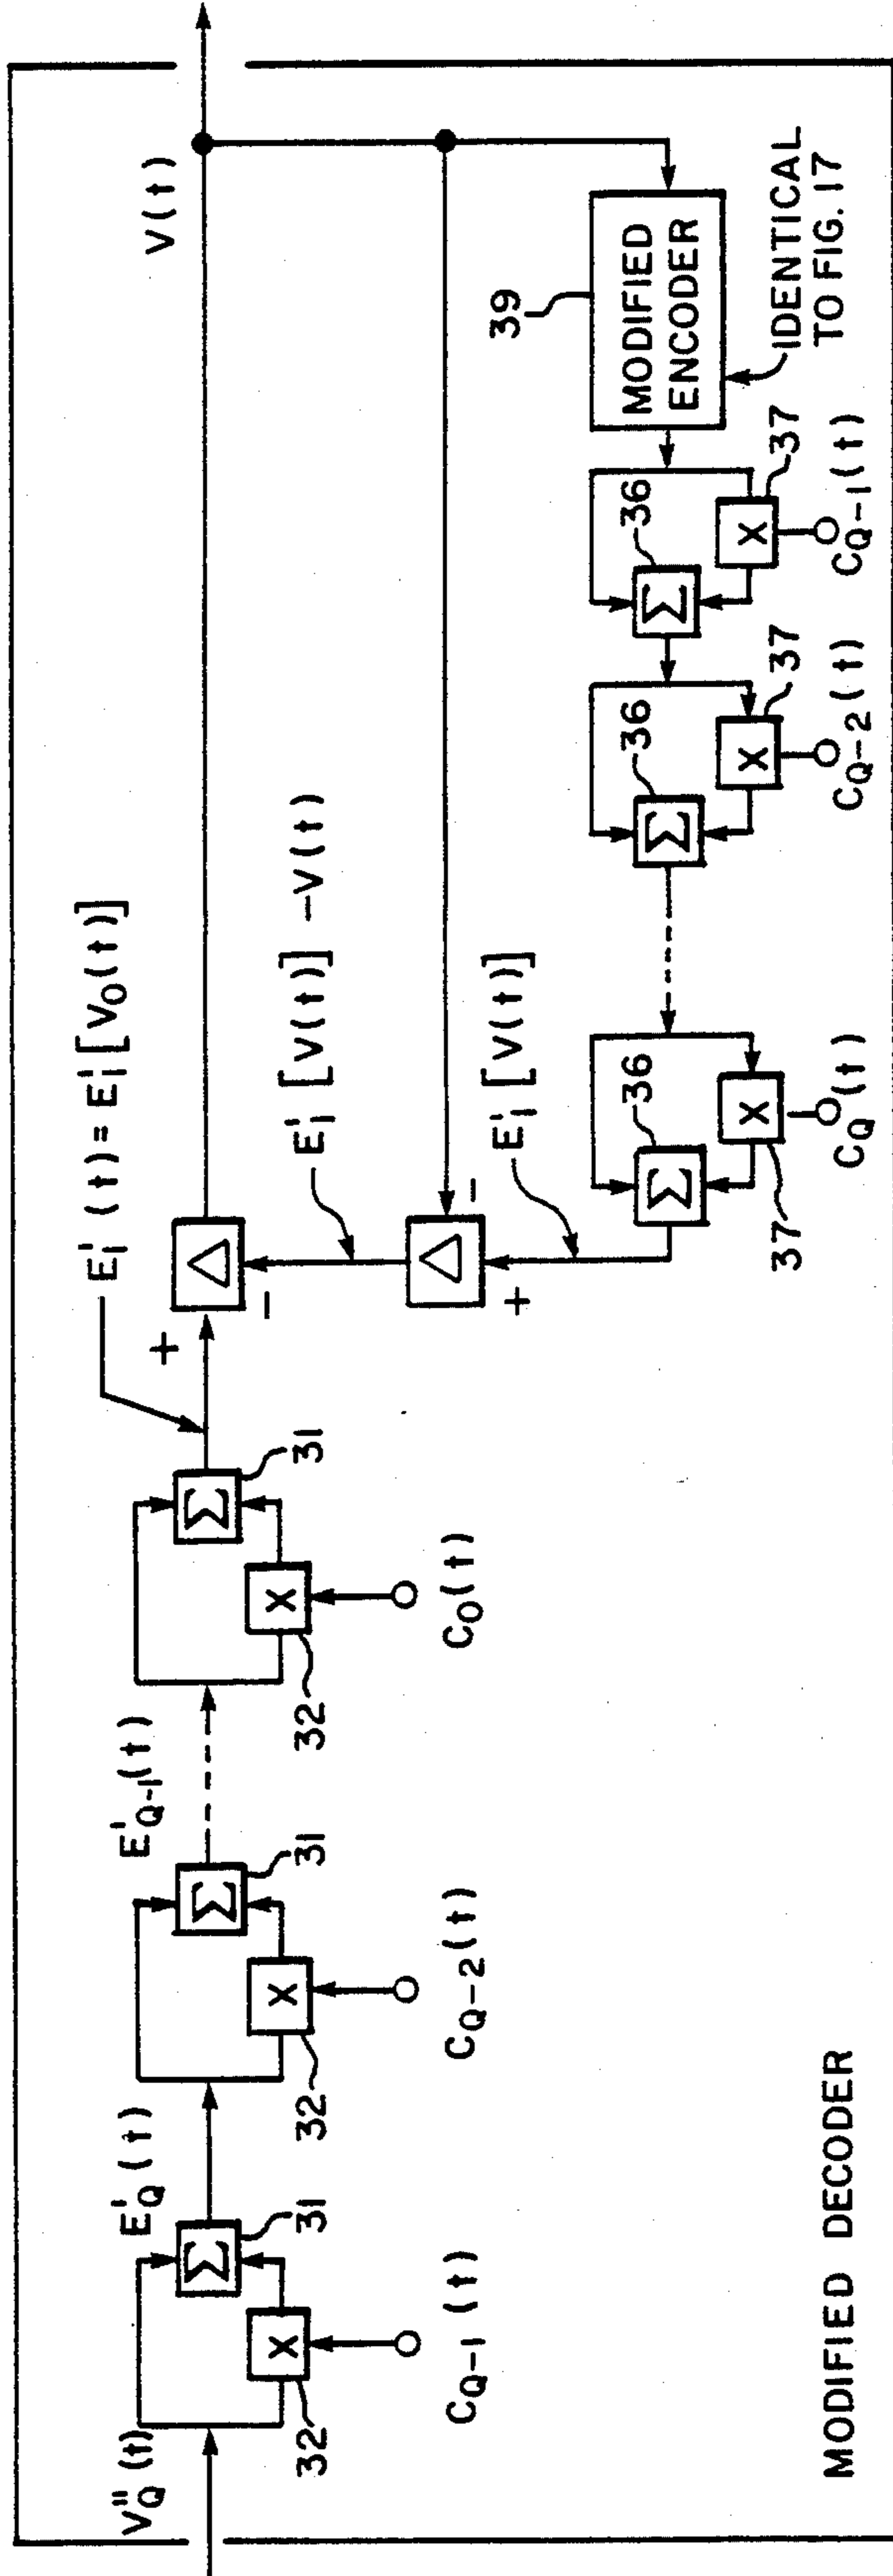 V"Q (t)
E'Q (t)
E'Q-1(t)
E'1 (t) = E'1 [V0(t)]
V(t)
Σ
31
X
32
CQ-1 (t)
Σ
31
X
32
CQ-2(t)
Σ
31
X
32
C0(t)
+
-
△
E'1 [V(t)] -V(t)
△
-
+
E'1 [V(t)]
39
MODIFIED
ENCODER
IDENTICAL
TO FIG. 17
36
Σ
X
37
CQ(t)
36
Σ
X
37
CQ-2(t)
36
Σ
X
37
CQ-1(t)
MODIFIED DECODER